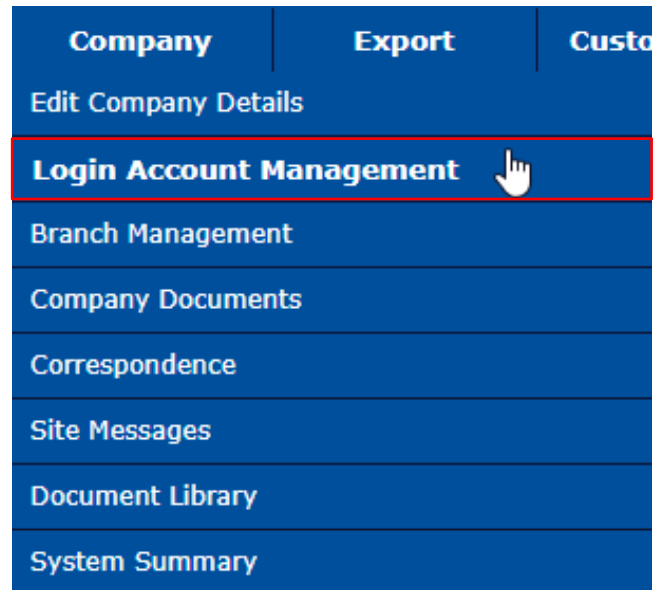 Company Export Custo
Edit Company Details
Login Account Management
Branch Management
Company Documents
Correspondence
Site Messages
Document Library
System Summary